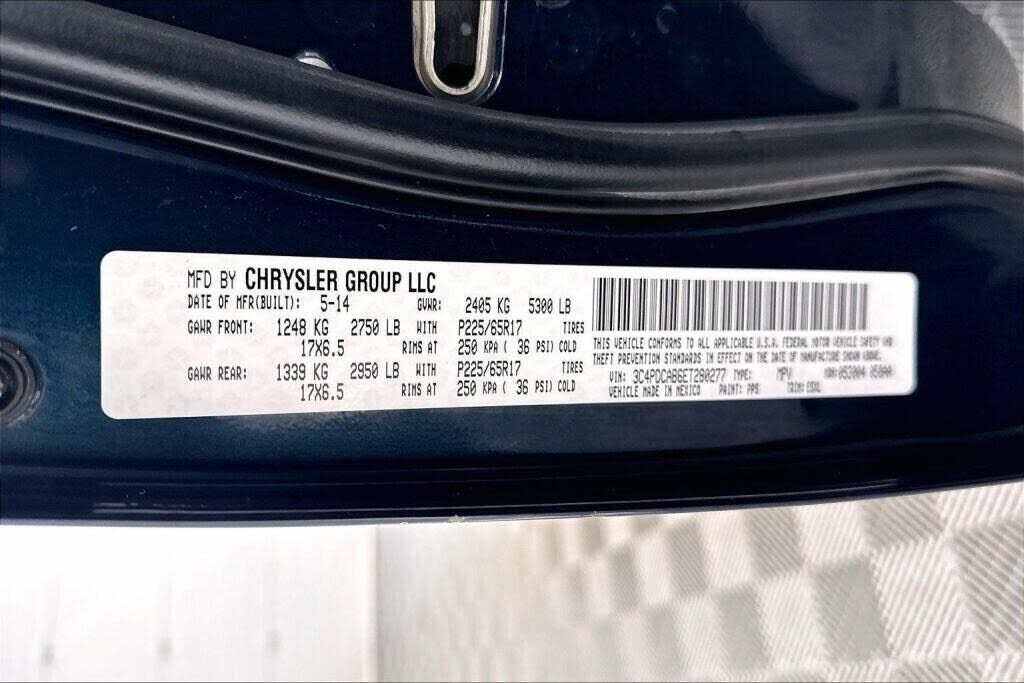 MFD BY CHRYSLER GROUP LLC
DATE OF MFR(BUILT): 5-14 GVWR: 2405 KG 5300 LB
GAWR FRONT: 1248 KG 2750 LB WITH P225/65R17 TIRES
17X6.5 RIMS AT 250 KPA( 36 PSI) COLD
GAWR REAR: 1339 KG 2950 LB WITH P225/65R17 TIRES
17X6.5 RIMS AT 250 KPA( 36 PSI) COLD
THIS VEHICLE CONFORMS TO ALL APPLICABLE U.S.A. FEDERAL MOTOR VEHICLE SAFETY AND
THEFT PREVENTION STANDARDS IN EFFECT ON THE DATE OF MANUFACTURE SHOWN ABOVE.
VIN: 3C4PDCAB6ET280277 TYPE: MPV MDH:
VEHICLE MADE IN MEXICO PAINT: PPS TRIM: